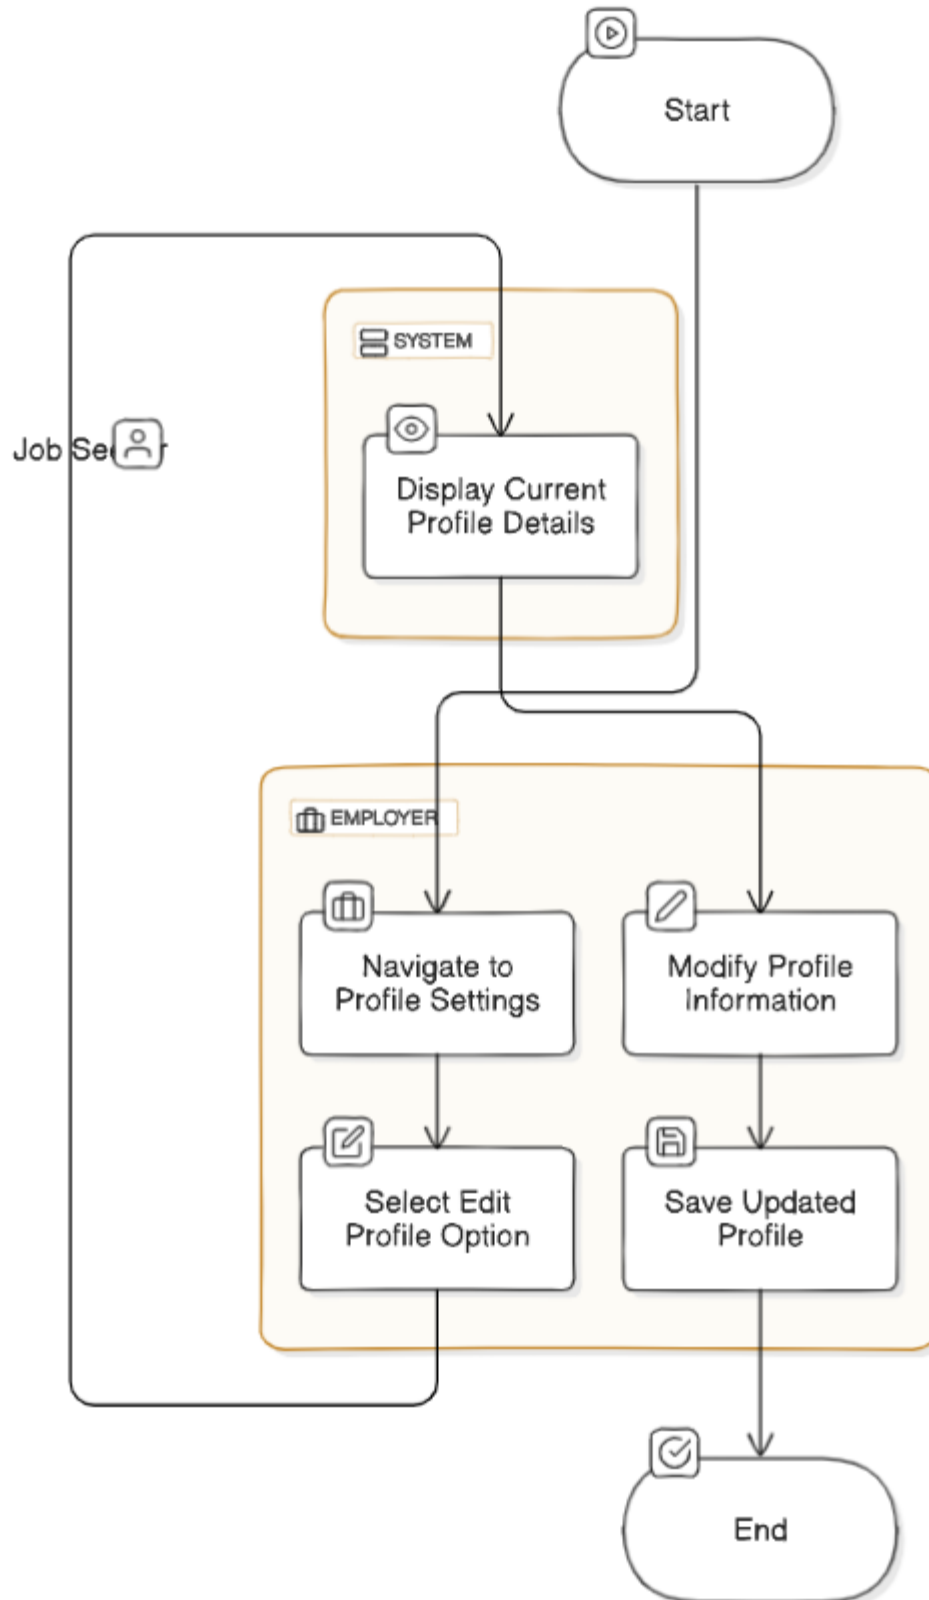 Start
SYSTEM
Job
Display Current
Profile Details
EMPLOYER
Navigate to
Profile Settings
Modify Profile
Information
Select Edit
Profile Option
Save Updated
Profile
End